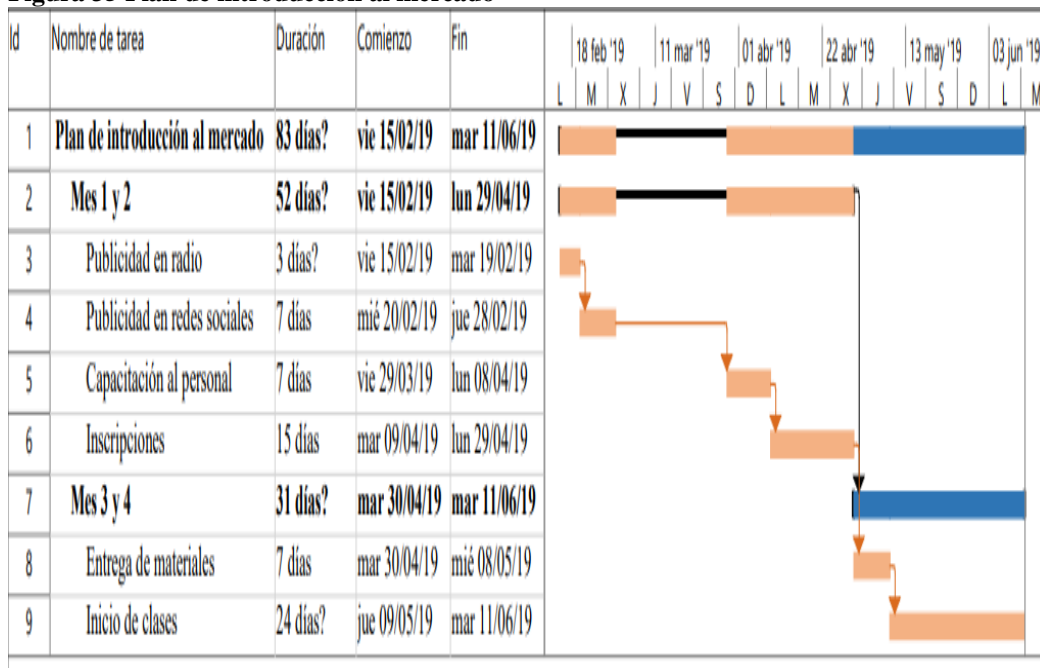 Figura 35 Plan de introducción al mercado
Id Nombre de tarea Duración Comienzo Fin 18 feb '19 11 mar '19 01 abr '19 22 abr '19 13 may '19 03 jun '19
L M X J V S D L M X J V S D L M
1 Plan de introducción al mercado 83 días? vie 15/02/19 mar 11/06/19
2 Mes 1 y 2 52 días? vie 15/02/19 lun 29/04/19
3 Publicidad en radio 3 días? vie 15/02/19 mar 19/02/19
4 Publicidad en redes sociales 7 días mié 20/02/19 jue 28/02/19
5 Capacitación al personal 7 días vie 29/03/19 lun 08/04/19
6 Inscripciones 15 días mar 09/04/19 lun 29/04/19
7 Mes 3 y 4 31 días? mar 30/04/19 mar 11/06/19
8 Entrega de materiales 7 días mar 30/04/19 mié 08/05/19
9 Inicio de clases 24 días? jue 09/05/19 mar 11/06/19